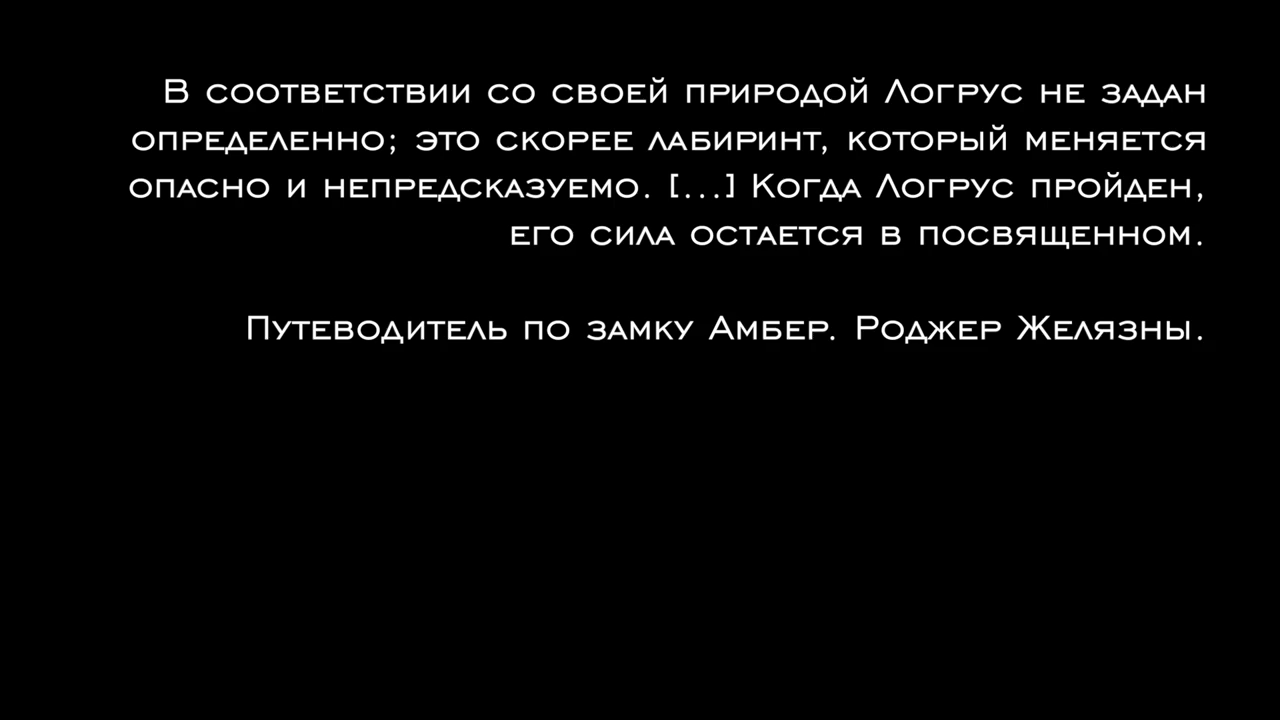 В соответствии со своей природой Логрус не задан
определенно; это скорее лабиринт, который меняется
опасно и непредсказуемо. [...] Когда Логрус пройден,
его сила остается в посвященном.
Путеводитель по замку Амбер. Роджер Желязны.